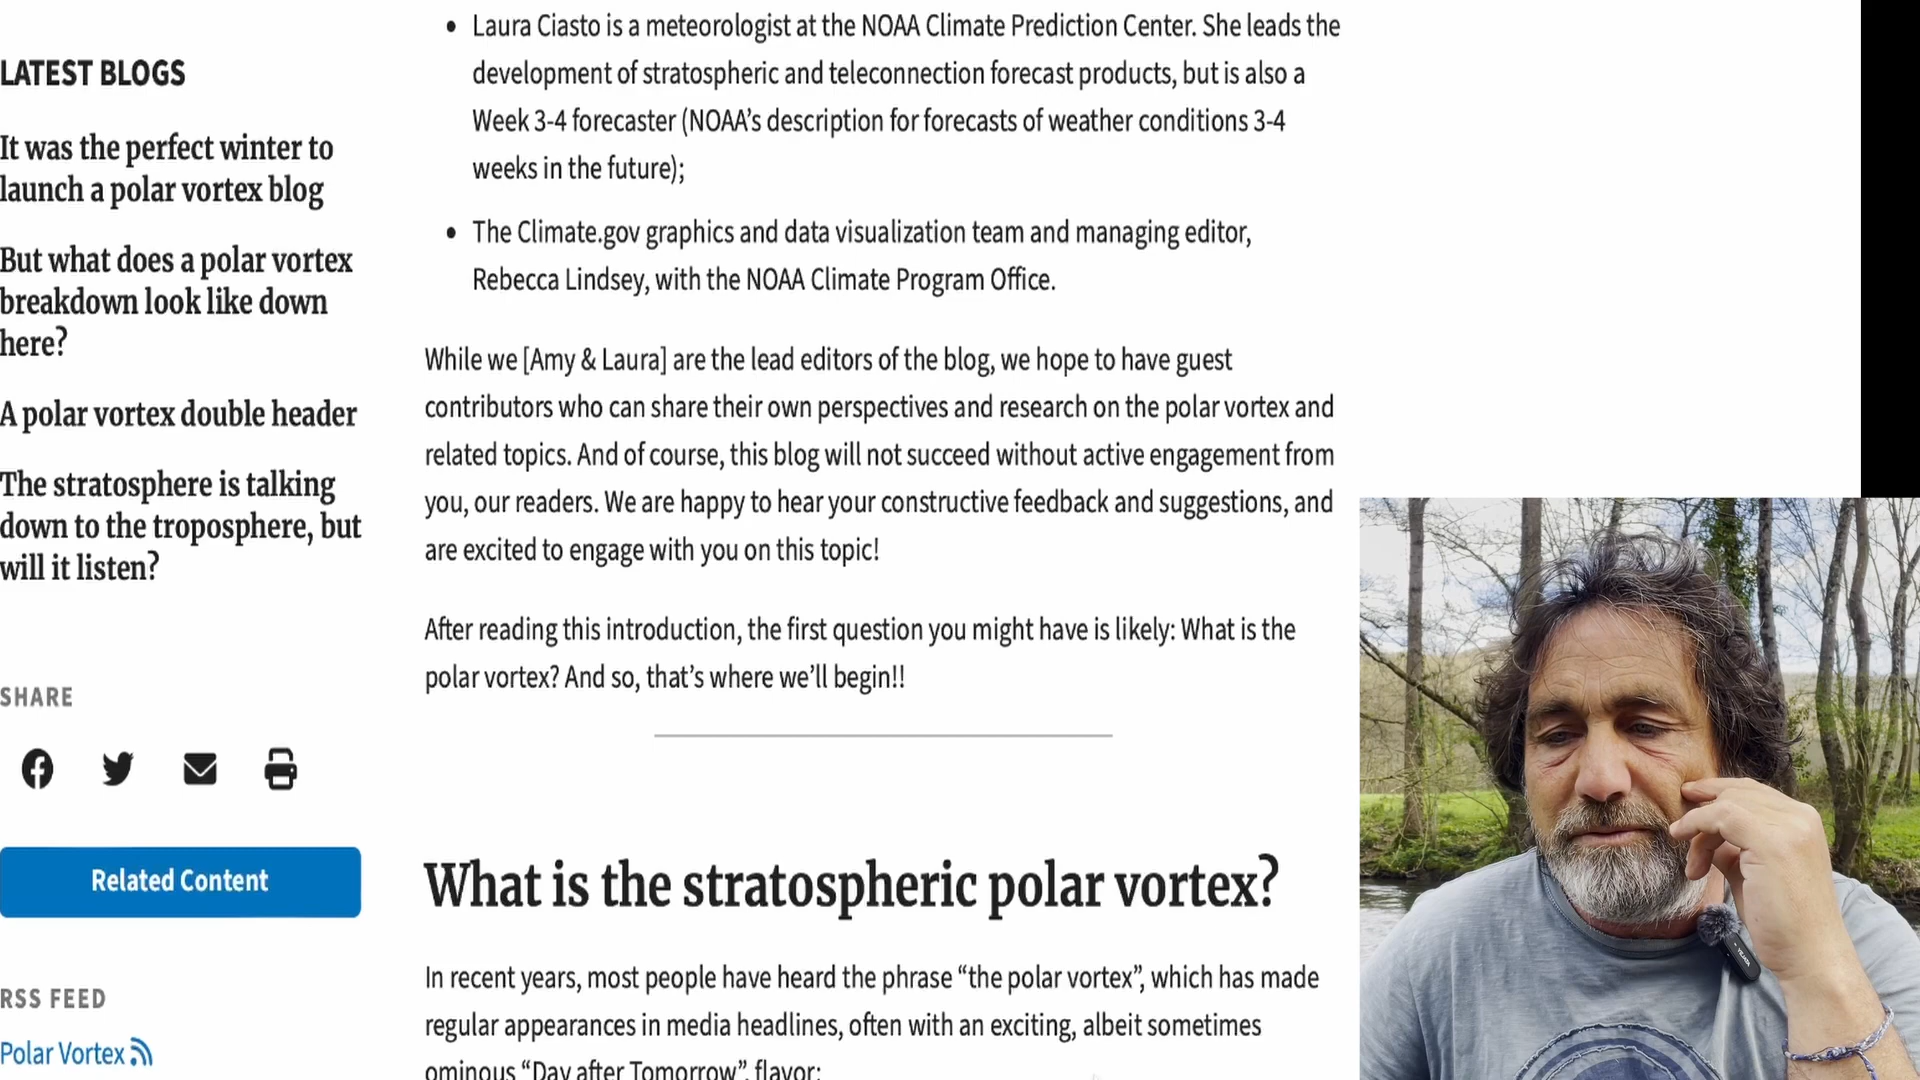 Laura Ciasto is a meteorologist at the NOAA Climate Prediction Center. She leads the
development of stratospheric and teleconnection forecast products, but is also a
Week 3-4 forecaster (NOAA’s description for forecasts of weather conditions 3-4
weeks in the future);
The Climate.gov graphics and data visualization team and managing editor,
Rebecca Lindsey, with the NOAA Climate Program Office.
While we [Amy & Laura] are the lead editors of the blog, we hope to have guest
contributors who can share their own perspectives and research on the polar vortex and
related topics. And of course, this blog will not succeed without active engagement from
you, our readers. We are happy to hear your constructive feedback and suggestions, and
are excited to engage with you on this topic!
After reading this introduction, the first question you might have is likely: What is the
polar vortex? And so, that’s where we’ll begin!!
What is the stratospheric polar vortex?
In recent years, most people have heard the phrase “the polar vortex”, which has made
regular appearances in media headlines, often with an exciting, albeit sometimes
ominous “Day after Tomorrow”, flavor:
LATEST BLOGS
It was the perfect winter to
launch a polar vortex blog
But what does a polar vortex
breakdown look like down
here?
A polar vortex double header
The stratosphere is talking
down to the troposphere, but
will it listen?
SHARE
Related Content
RSS FEED
Polar Vortex